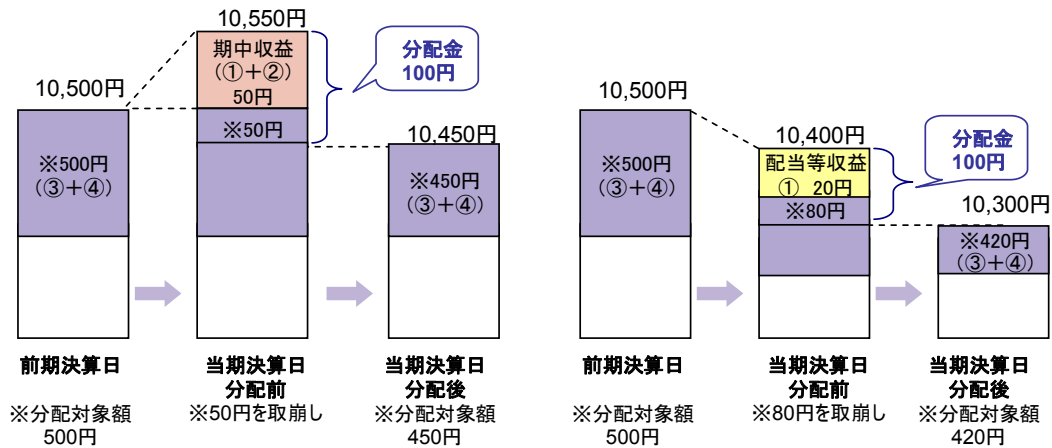 10,550円
期中収益
(①+②)
50円
分配金
100円
10,500円
※50円
10,450円
※500円
(③+④)
※450円
(③+④)
前期決算日
当期決算日
分配前
当期決算日
分配後
※分配対象額
500円
※50円を取崩し
※分配対象額
450円
10,500円
10,400円
分配金
100円
※500円
(③+④)
配当等収益
① 20円
※80円
10,300円
※420円
(③+④)
前期決算日
当期決算日
分配前
当期決算日
分配後
※分配対象額
500円
※80円を取崩し
※分配対象額
420円